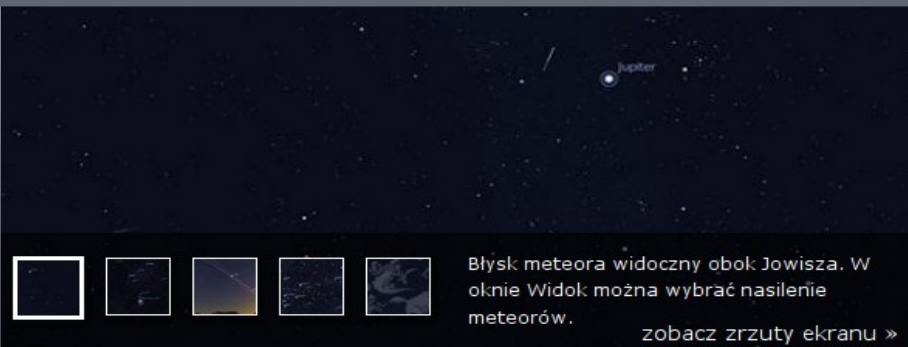 Jupiter
Błysk meteora widoczny obok Jowisza. W
oknie Widok można wybrać nasilenie
meteorów.
zobacz zrzuty ekranu »